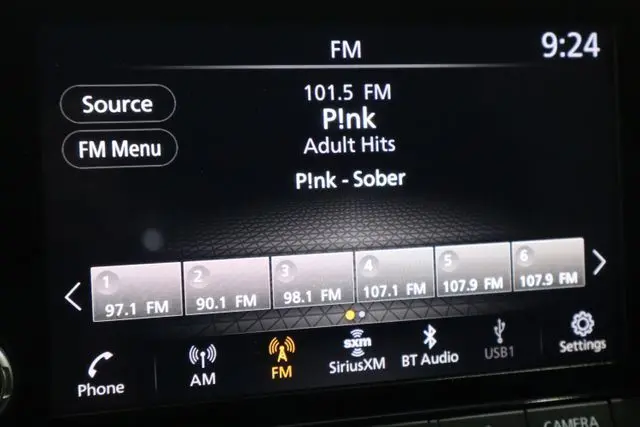 FM
9:24
Source
FM Menu
101.5 FM
P!nk
Adult Hits
P!nk - Sober
1
97.1 FM
2
90.1 FM
3
98.1 FM
4
107.1 FM
5
107.9 FM
6
107.9 FM
Phone
AM
FM
sxm
SiriusXM
BT Audio
USB1
Settings
CAMERA